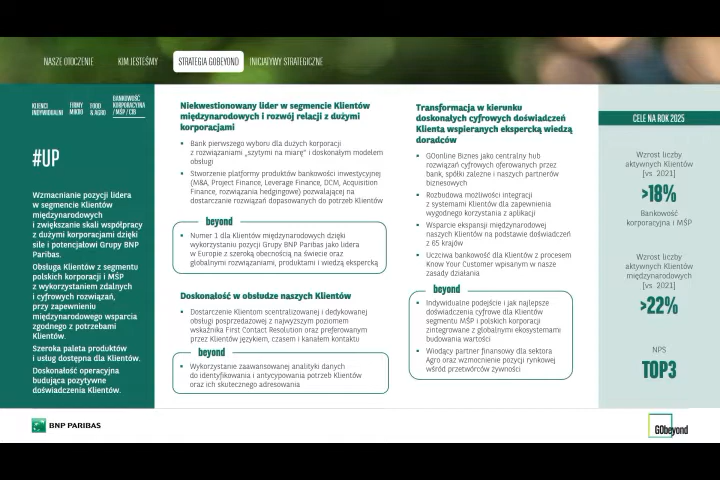 NASZE OTOCZENIE
KIM JESTEŚMY
STRATEGIA GOBEYOND
INICJATYWY STRATEGICZNE
KLIENCI
INDYWIDUALNI
FIRMY
MIKRO
FOOD
& AGRO
BANKOWOŚĆ
KORPORACYJNA
/ MŚP / CIB
#UP
Wzmacnianie pozycji lidera
w segmencie Klientów
międzynarodowych
i zwiększanie skali współpracy
z dużymi korporacjami dzięki
sile i potencjałowi Grupy BNP
Paribas.
Obsługa Klientów z segmentu
polskich korporacji i MŚP
z wykorzystaniem zdalnych
i cyfrowych rozwiązań,
przy zapewnieniu
międzynarodowego wsparcia
zgodnego z potrzebami
Klientów.
Szeroka paleta produktów
i usług dostępna dla Klientów.
Doskonałość operacyjna
budująca pozytywne
doświadczenia Klientów.
Niekwestionowany lider w segmencie Klientów
międzynarodowych i rozwój relacji z dużymi
korporacjami
• Bank pierwszego wyboru dla dużych korporacji
z rozwiązaniami „szytymi na miarę” i doskonałym modelem
obsługi
• Stworzenie platformy produktów bankowości inwestycyjnej
(M&A, Project Finance, Leverage Finance, DCM, Acquisition
Finance, rozwiązania hedgingowe) pozwalającej na
dostarczanie rozwiązań dopasowanych do potrzeb Klientów
beyond
• Numer 1 dla Klientów międzynarodowych dzięki
wykorzystaniu pozycji Grupy BNP Paribas jako lidera
w Europie z szeroką obecnością na świecie oraz
globalnymi rozwiązaniami, produktami i wiedzą ekspercką
Doskonałość w obsłudze naszych Klientów
• Dostarczenie Klientom scentralizowanej i dedykowanej
obsługi posprzedażowej z najwyższym poziomem
wskaźnika First Contact Resolution oraz preferowanym
przez Klientów językiem, czasem i kanałem kontaktu
beyond
• Wykorzystanie zaawansowanej analityki danych
do identyfikowania i antycypowania potrzeb Klientów
oraz ich skutecznego adresowania
Transformacja w kierunku
doskonałych cyfrowych doświadczeń
Klienta wspieranych ekspercką wiedzą
doradców
• GOonline Biznes jako centralny hub
rozwiązań cyfrowych oferowanych przez
bank, spółki zależne i naszych partnerów
biznesowych
• Rozbudowa możliwości integracji
z systemami Klientów dla zapewnienia
wygodnego korzystania z aplikacji
• Wsparcie ekspansji międzynarodowej
naszych Klientów na podstawie doświadczeń
z 65 krajów
• Uczciwa bankowość dla Klientów z procesem
Know Your Customer wpisanym w nasze
zasady działania
beyond
• Indywidualne podejście i jak najlepsze
doświadczenia cyfrowe dla Klientów
segmentu MŚP i polskich korporacji
zintegrowane z globalnymi ekosystemami
budowania wartości
• Wiodący partner finansowy dla sektora
Agro oraz wzmocnienie pozycji rynkowej
wśród przetwórców żywności
CELE NA ROK 2025
Wzrost liczby
aktywnych Klientów
[vs. 2021]
>18%
Bankowość
korporacyjna i MŚP
Wzrost liczby
aktywnych Klientów
międzynarodowych
[vs. 2021]
>22%
NPS
TOP3
BNP PARIBAS
GObeyond